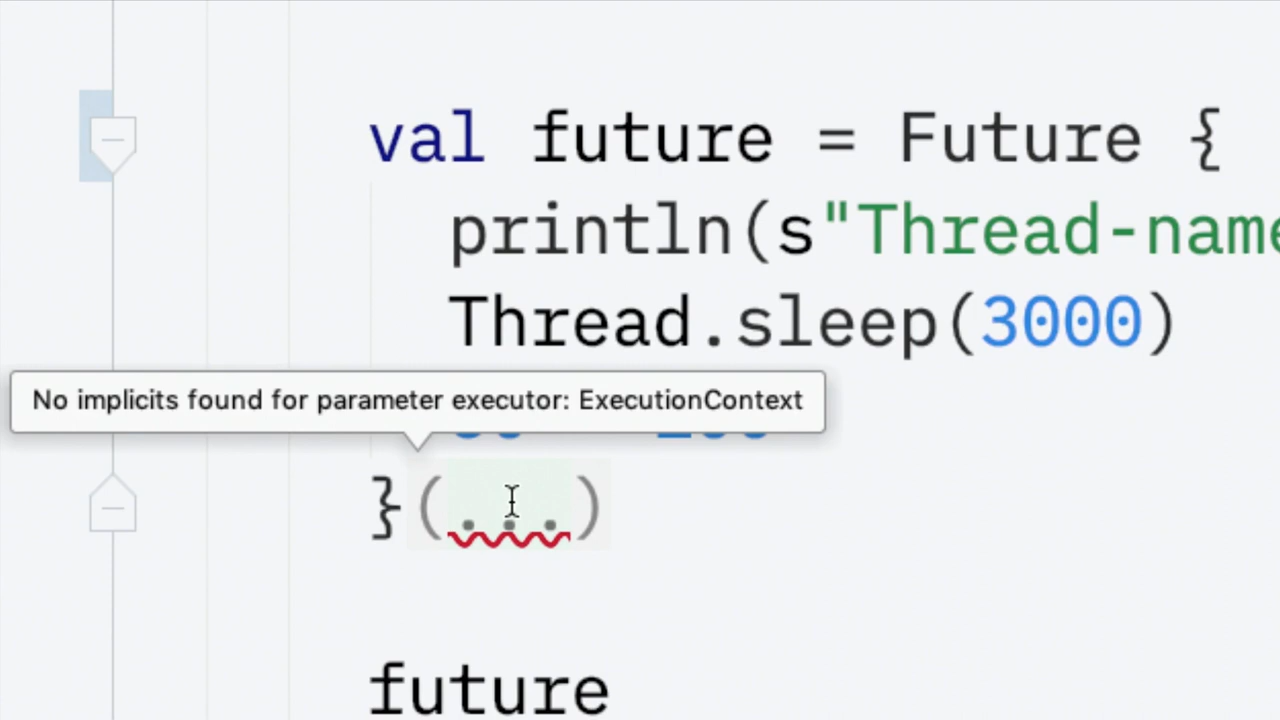 val future = Future {
println(s"Thread-name
Thread.sleep(3000)
No implicits found for parameter executor: ExecutionContext
}(...)
future